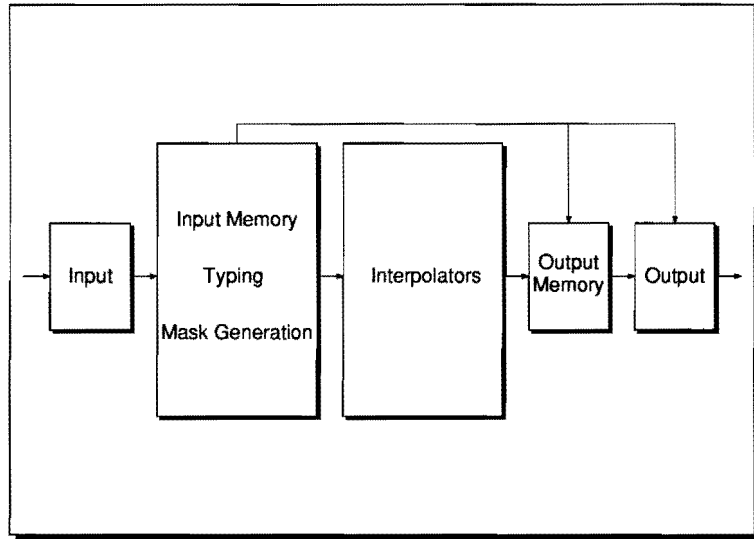 Input
Input Memory
Typing
Mask Generation
Interpolators
Output
Memory
Output